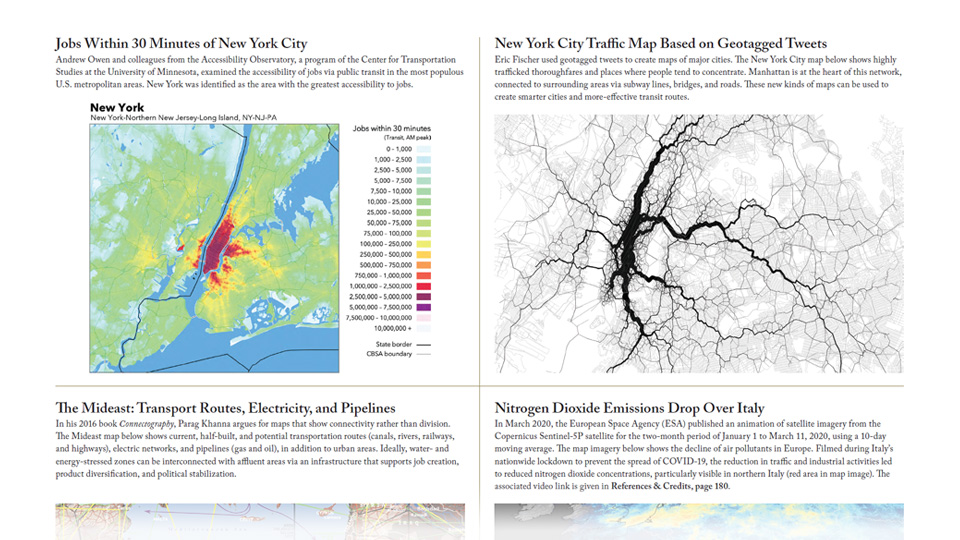 Jobs Within 30 Minutes of New York City
Andrew Owen and colleagues from the Accessibility Observatory, a program of the Center for Transportation
Studies at the University of Minnesota, examined the accessibility of jobs via public transit in the most populous
U.S. metropolitan areas. New York was identified as the area with the greatest accessibility to jobs.
New York
New York-Northern New Jersey-Long Island, NY-NJ-PA
Jobs within 30 minutes
(Transit, AM peak)
0 - 1,000
1,000 - 2,500
2,500 - 5,000
5,000 - 7,500
7,500 - 10,000
10,000 - 25,000
25,000 - 50,000
50,000 - 75,000
75,000 - 100,000
100,000 - 250,000
250,000 - 500,000
500,000 - 750,000
750,000 - 1,000,000
1,000,000 - 2,500,000
2,500,000 - 5,000,000
5,000,000 - 7,500,000
7,500,000 - 10,000,000
10,000,000 +
State border
CBSA boundary
New York City Traffic Map Based on Geotagged Tweets
Eric Fischer used geotagged tweets to create maps of major cities. The New York City map below shows highly
trafficked thoroughfares and places where people tend to concentrate. Manhattan is at the heart of this network,
connected to surrounding areas via subway lines, bridges, and roads. These new kinds of maps can be used to
create smarter cities and more-effective transit routes.
The Mideast: Transport Routes, Electricity, and Pipelines
In his 2016 book Connectography, Parag Khanna argues for maps that show connectivity rather than division.
The Mideast map below shows current, half-built, and potential transportation routes (canals, rivers, railways,
and highways), electric networks, and pipelines (gas and oil), in addition to urban areas. Ideally, water- and
energy-stressed zones can be interconnected with affluent areas via an infrastructure that supports job creation,
product diversification, and political stabilization.
Nitrogen Dioxide Emissions Drop Over Italy
In March 2020, the European Space Agency (ESA) published an animation of satellite imagery from the
Copernicus Sentinel-5P satellite for the two-month period of January 1 to March 11, 2020, using a 10-day
moving average. The map imagery below shows the decline of air pollutants in Europe. Filmed during Italy's
nationwide lockdown to prevent the spread of COVID-19, the reduction in traffic and industrial activities led
to reduced nitrogen dioxide concentrations, particularly visible in northern Italy (red area in map image). The
associated video link is given in References & Credits, page 180.